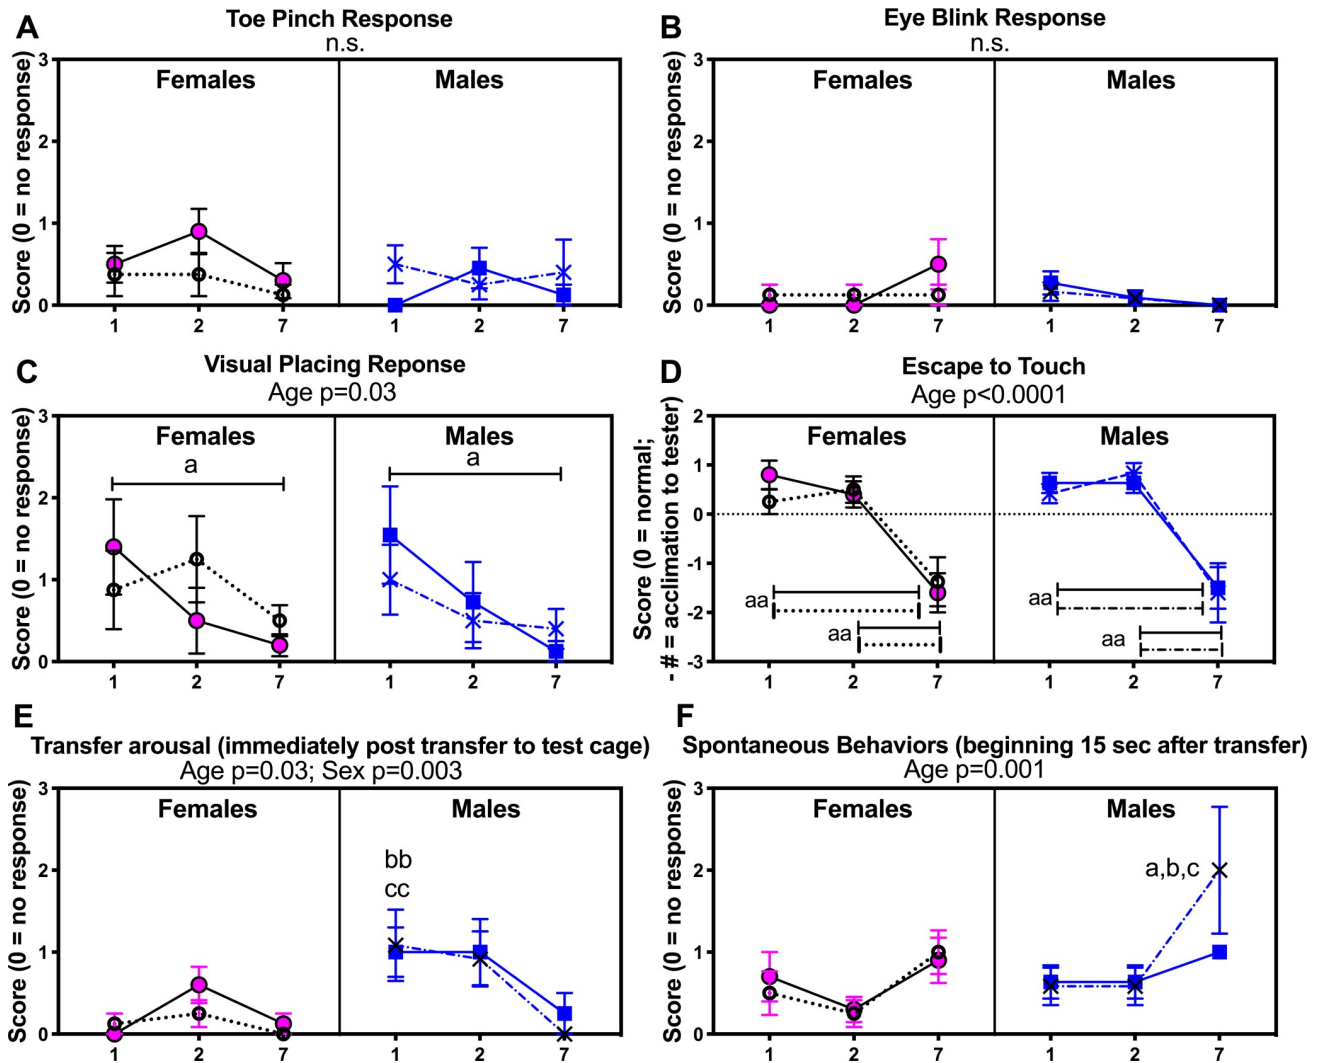 A
Toe Pinch Response
n.s.
Score (0 = no response)
Females
Males
3
2
1
0
1 2 7 1 2 7
B
Eye Blink Response
n.s.
Score (0 = no response)
Females
Males
3
2
1
0
1 2 7 1 2 7
C
Visual Placing Reponse
Age p=0.03
Score (0 = no response)
Females
Males
a
a
3
2
1
0
1 2 7 1 2 7
D
Escape to Touch
Age p<0.0001
Score (0 = normal;
- # = acclimation to tester)
Females
Males
2
1
0
-1
-2
-3
aa
aa
aa
aa
1 2 7 1 2 7
E
Transfer arousal (immediately post transfer to test cage)
Age p=0.03; Sex p=0.003
Score (0 = no response)
Females
Males
bb
cc
3
2
1
0
1 2 7 1 2 7
F
Spontaneous Behaviors (beginning 15 sec after transfer)
Age p=0.001
Score (0 = no response)
Females
Males
a,b,c
3
2
1
0
1 2 7 1 2 7